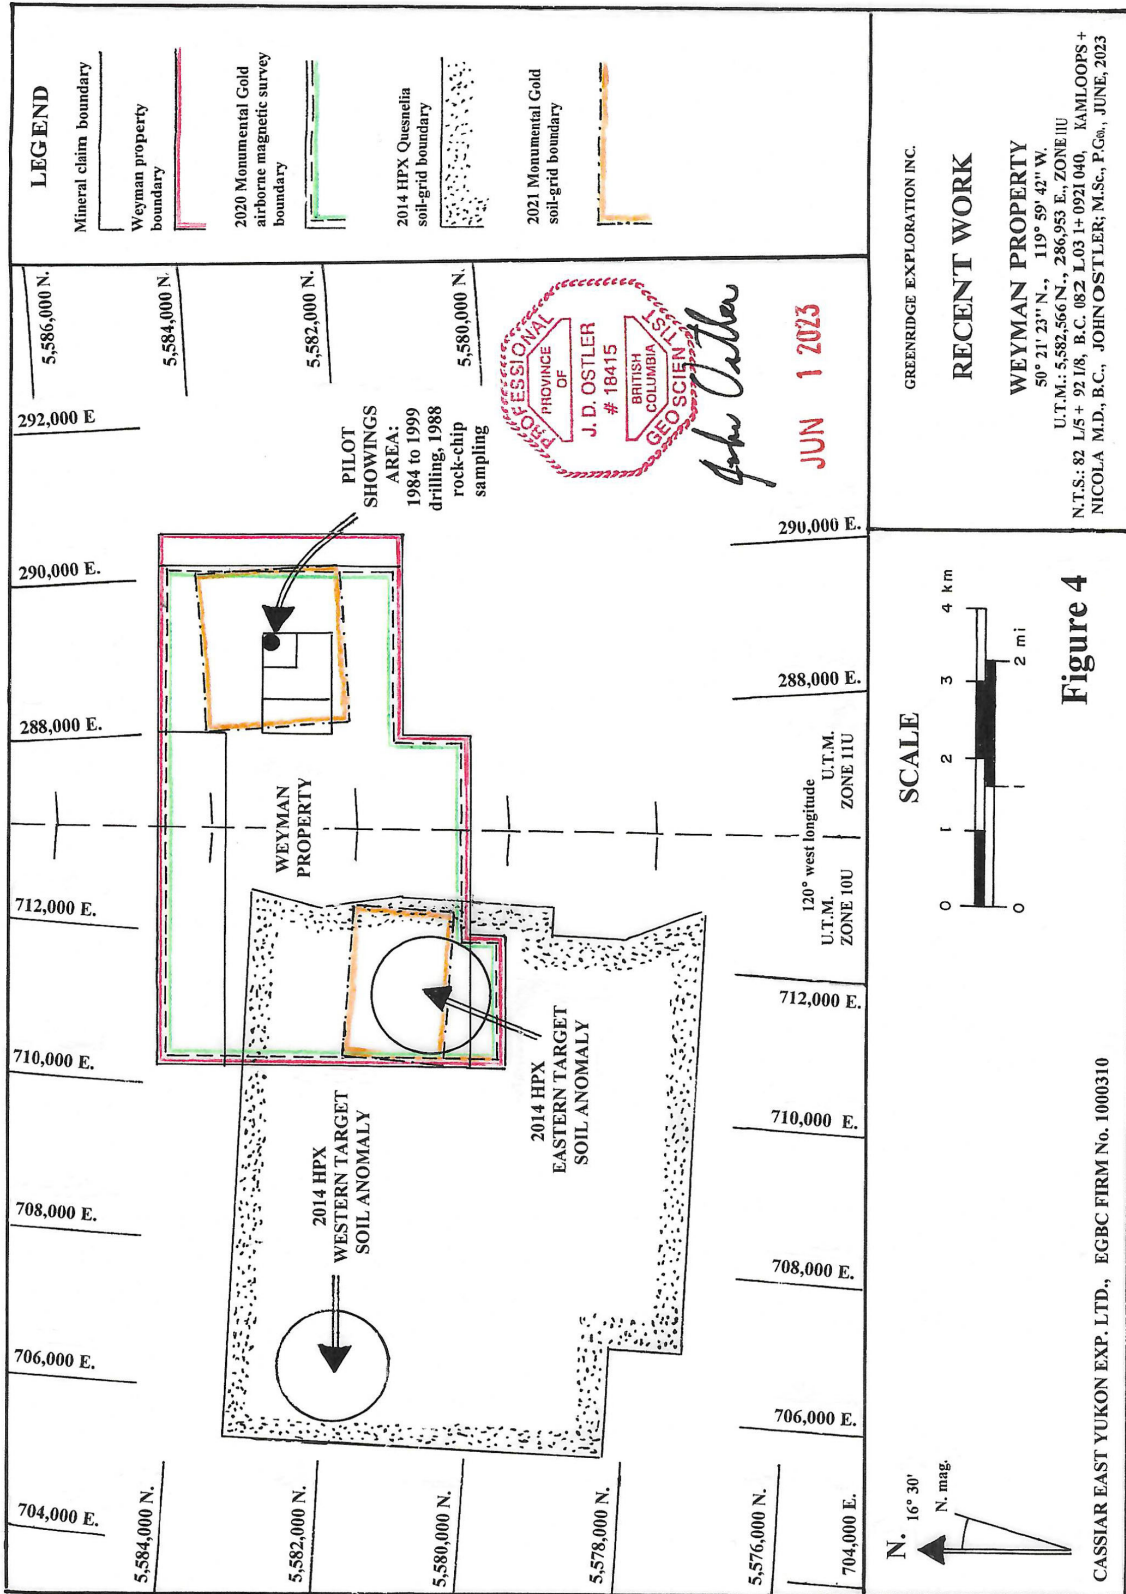 LEGEND
Mineral claim boundary
Weyman property
boundary
2020 Monumental Gold
airborne magnetic survey
boundary
2014 HPX Quesnelia
soil-grid boundary
2021 Monumental Gold
soil-grid boundary
704,000 E.
706,000 E.
708,000 E.
710,000 E.
712,000 E.
288,000 E.
290,000 E.
292,000 E
5,586,000 N.
5,584,000 N.
5,582,000 N.
5,580,000 N.
5,584,000 N.
5,582,000 N.
5,580,000 N.
5,578,000 N.
5,576,000 N.
704,000 E.
706,000 E.
708,000 E.
710,000 E.
712,000 E.
288,000 E.
290,000 E.
PILOT
SHOWINGS
AREA:
1984 to 1999
drilling, 1988
rock-chip
sampling
WEYMAN
PROPERTY
2014 HPX
WESTERN TARGET
SOIL ANOMALY
2014 HPX
EASTERN TARGET
SOIL ANOMALY
120° west longitude
U.T.M.
ZONE 10U
U.T.M.
ZONE 11U
PROFESSIONAL
PROVINCE
OF
J. D. OSTLER
# 18415
BRITISH
COLUMBIA
GEOSCIENTIST
John Ostler
JUN 1 2023
N.
16° 30'
N. mag.
SCALE
0 1 2 3 4 km
0 1 2 mi
Figure 4
CASSIAR EAST YUKON EXP. LTD., EGBC FIRM No. 1000310
GREENRIDGE EXPLORATION INC.
RECENT WORK
WEYMAN PROPERTY
50° 21' 23" N., 119° 59' 42" W.
U.T.M.: 5,582,566 N., 286,953 E., ZONE 11U
N.T.S.: 82 L/5 + 92 I/8, B.C. 082 L031 + 092I 040, KAMLOOPS +
NICOLA M.D., B.C., JOHN OSTLER; M.Sc., P.Geo., JUNE, 2023